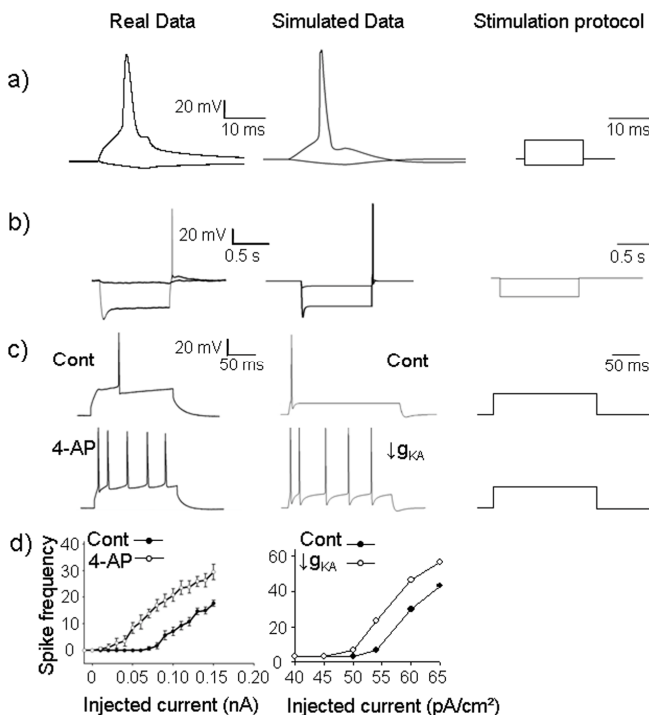 Real Data Simulated Data Stimulation protocol
a)
20 mV
10 ms
10 ms
b)
20 mV
0.5 s
0.5 s
c)
Cont
20 mV
50 ms
Cont
50 ms
4-AP
↓gKA
d)
Cont
4-AP
Spike frequency
40
30
20
10
0
0.00 0.05 0.10 0.15 0.20
Injected current (nA)
Cont
↓gKA
60
40
20
0
40 45 50 54 60 65
Injected current (pA/cm²)